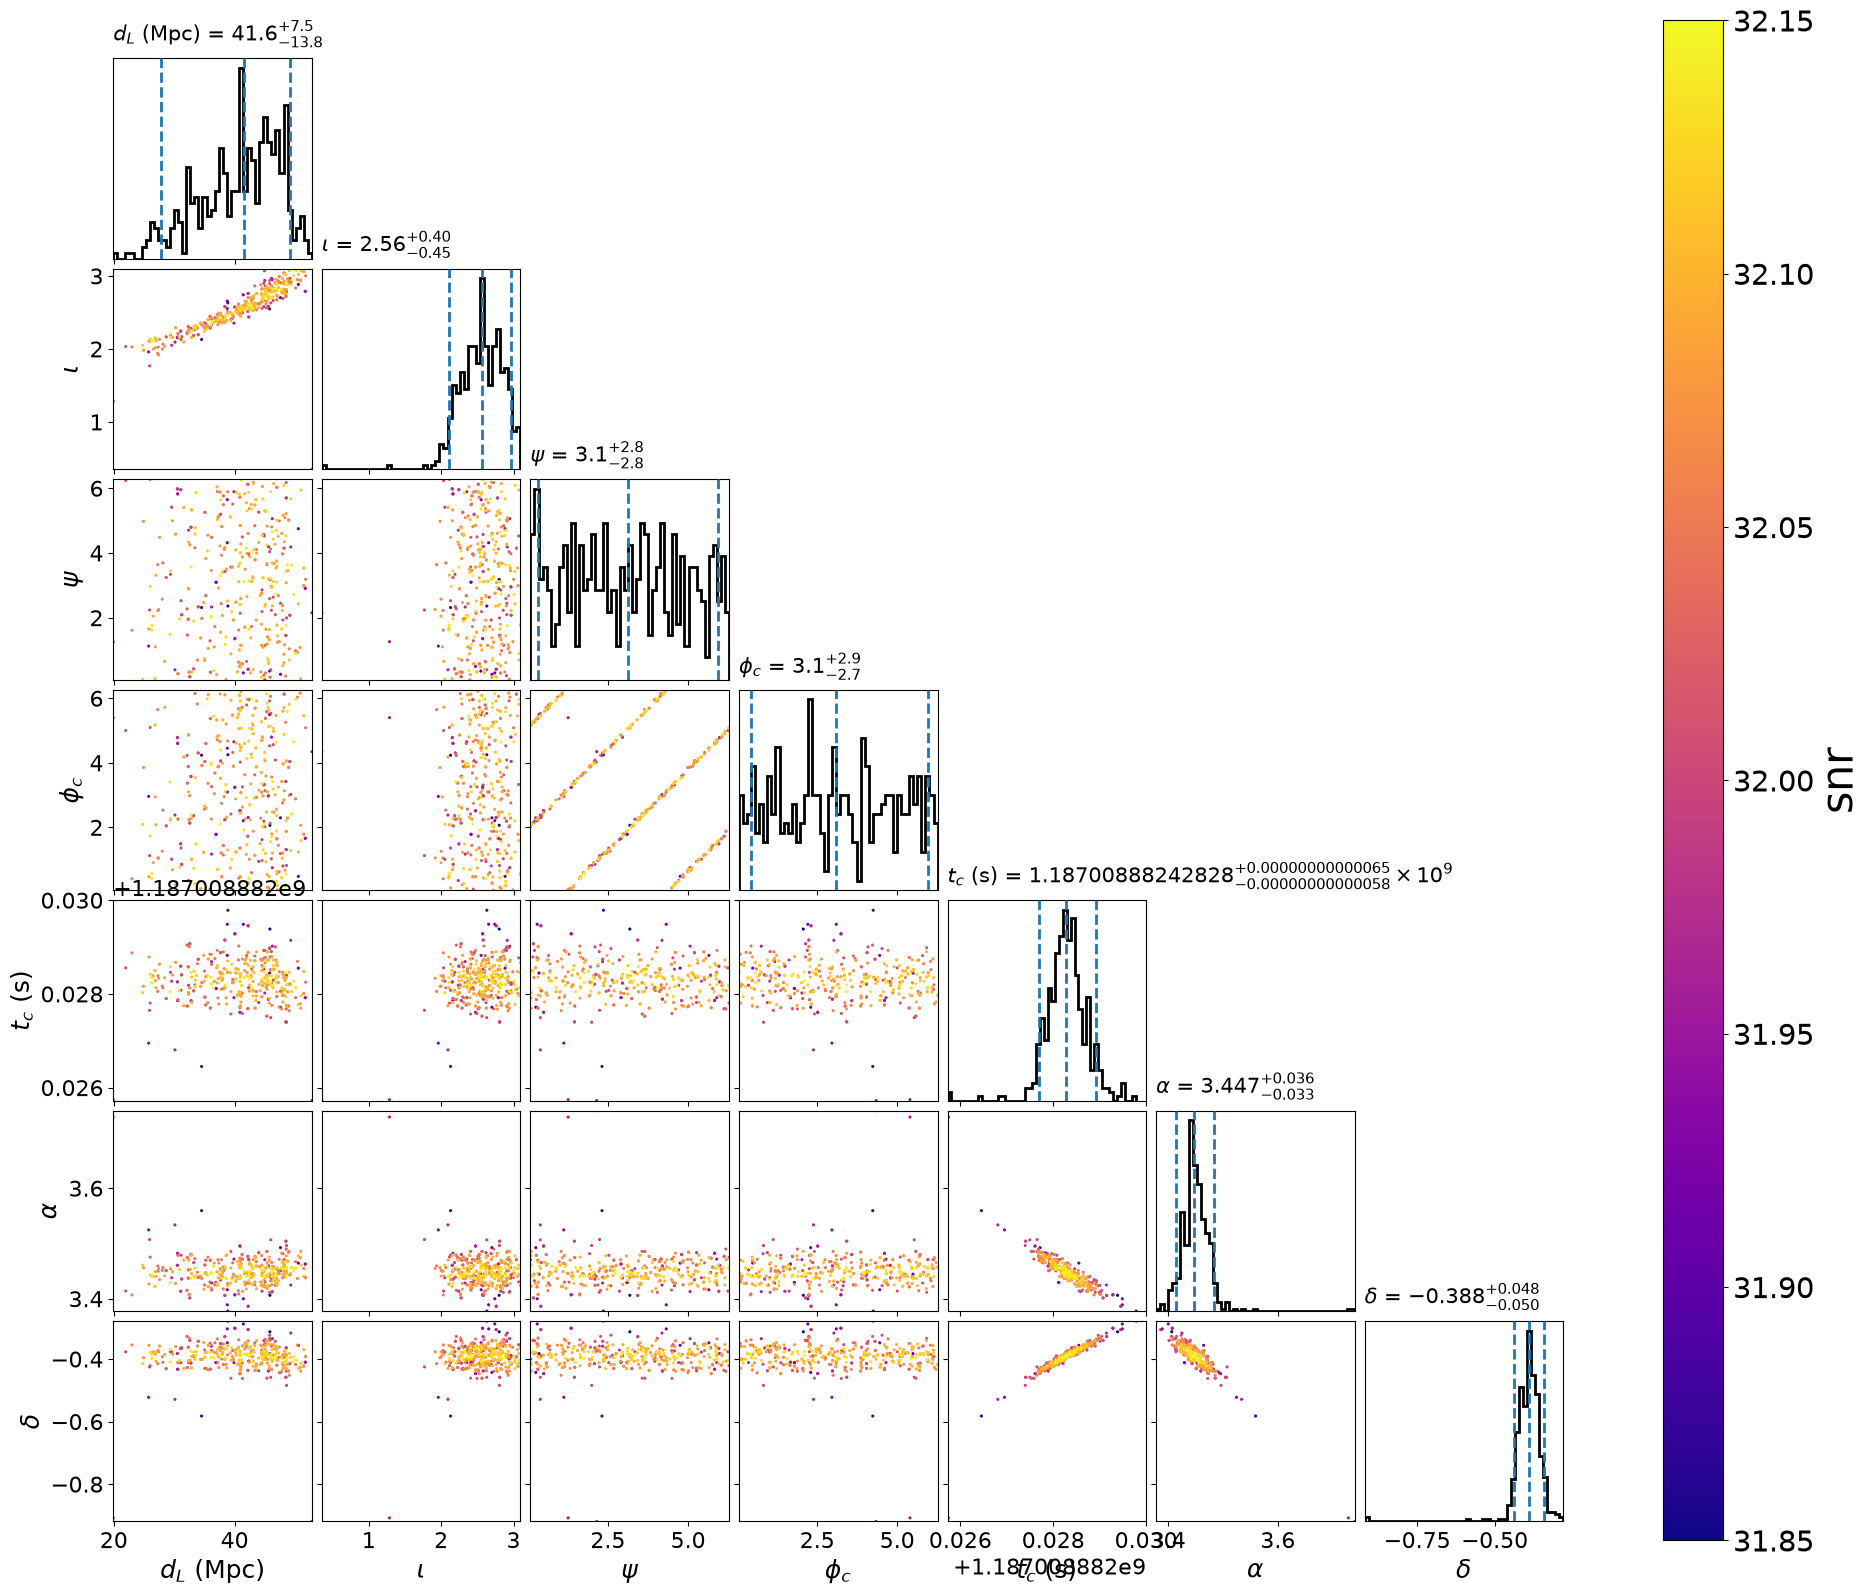 d_L (Mpc) = 41.6^{+7.5}_{-13.8}
32.15
ι = 2.56^{+0.40}_{-0.45}
3
2
1
ι
32.10
ψ = 3.1^{+2.8}_{-2.8}
6
4
2
ψ
32.05
ϕ_c = 3.1^{+2.9}_{-2.7}
6
4
2
ϕ_c
32.00
snr
+1.187008882e9
t_c (s) = 1.18700888242828^{+0.00000000000065}_{-0.00000000000058} × 10^9
0.030
0.028
0.026
t_c (s)
31.95
α = 3.447^{+0.036}_{-0.033}
3.6
3.4
α
31.90
δ = −0.388^{+0.048}_{-0.050}
−0.4
−0.6
−0.8
δ
31.85
20 40
1 2 3
2.5 5.0
2.5 5.0
0.026 0.028 0.030
3.4 3.6
−0.75 −0.50
d_L (Mpc)
ι
ψ
ϕ_c
+1.187008882e9
t_c (s)
α
δ